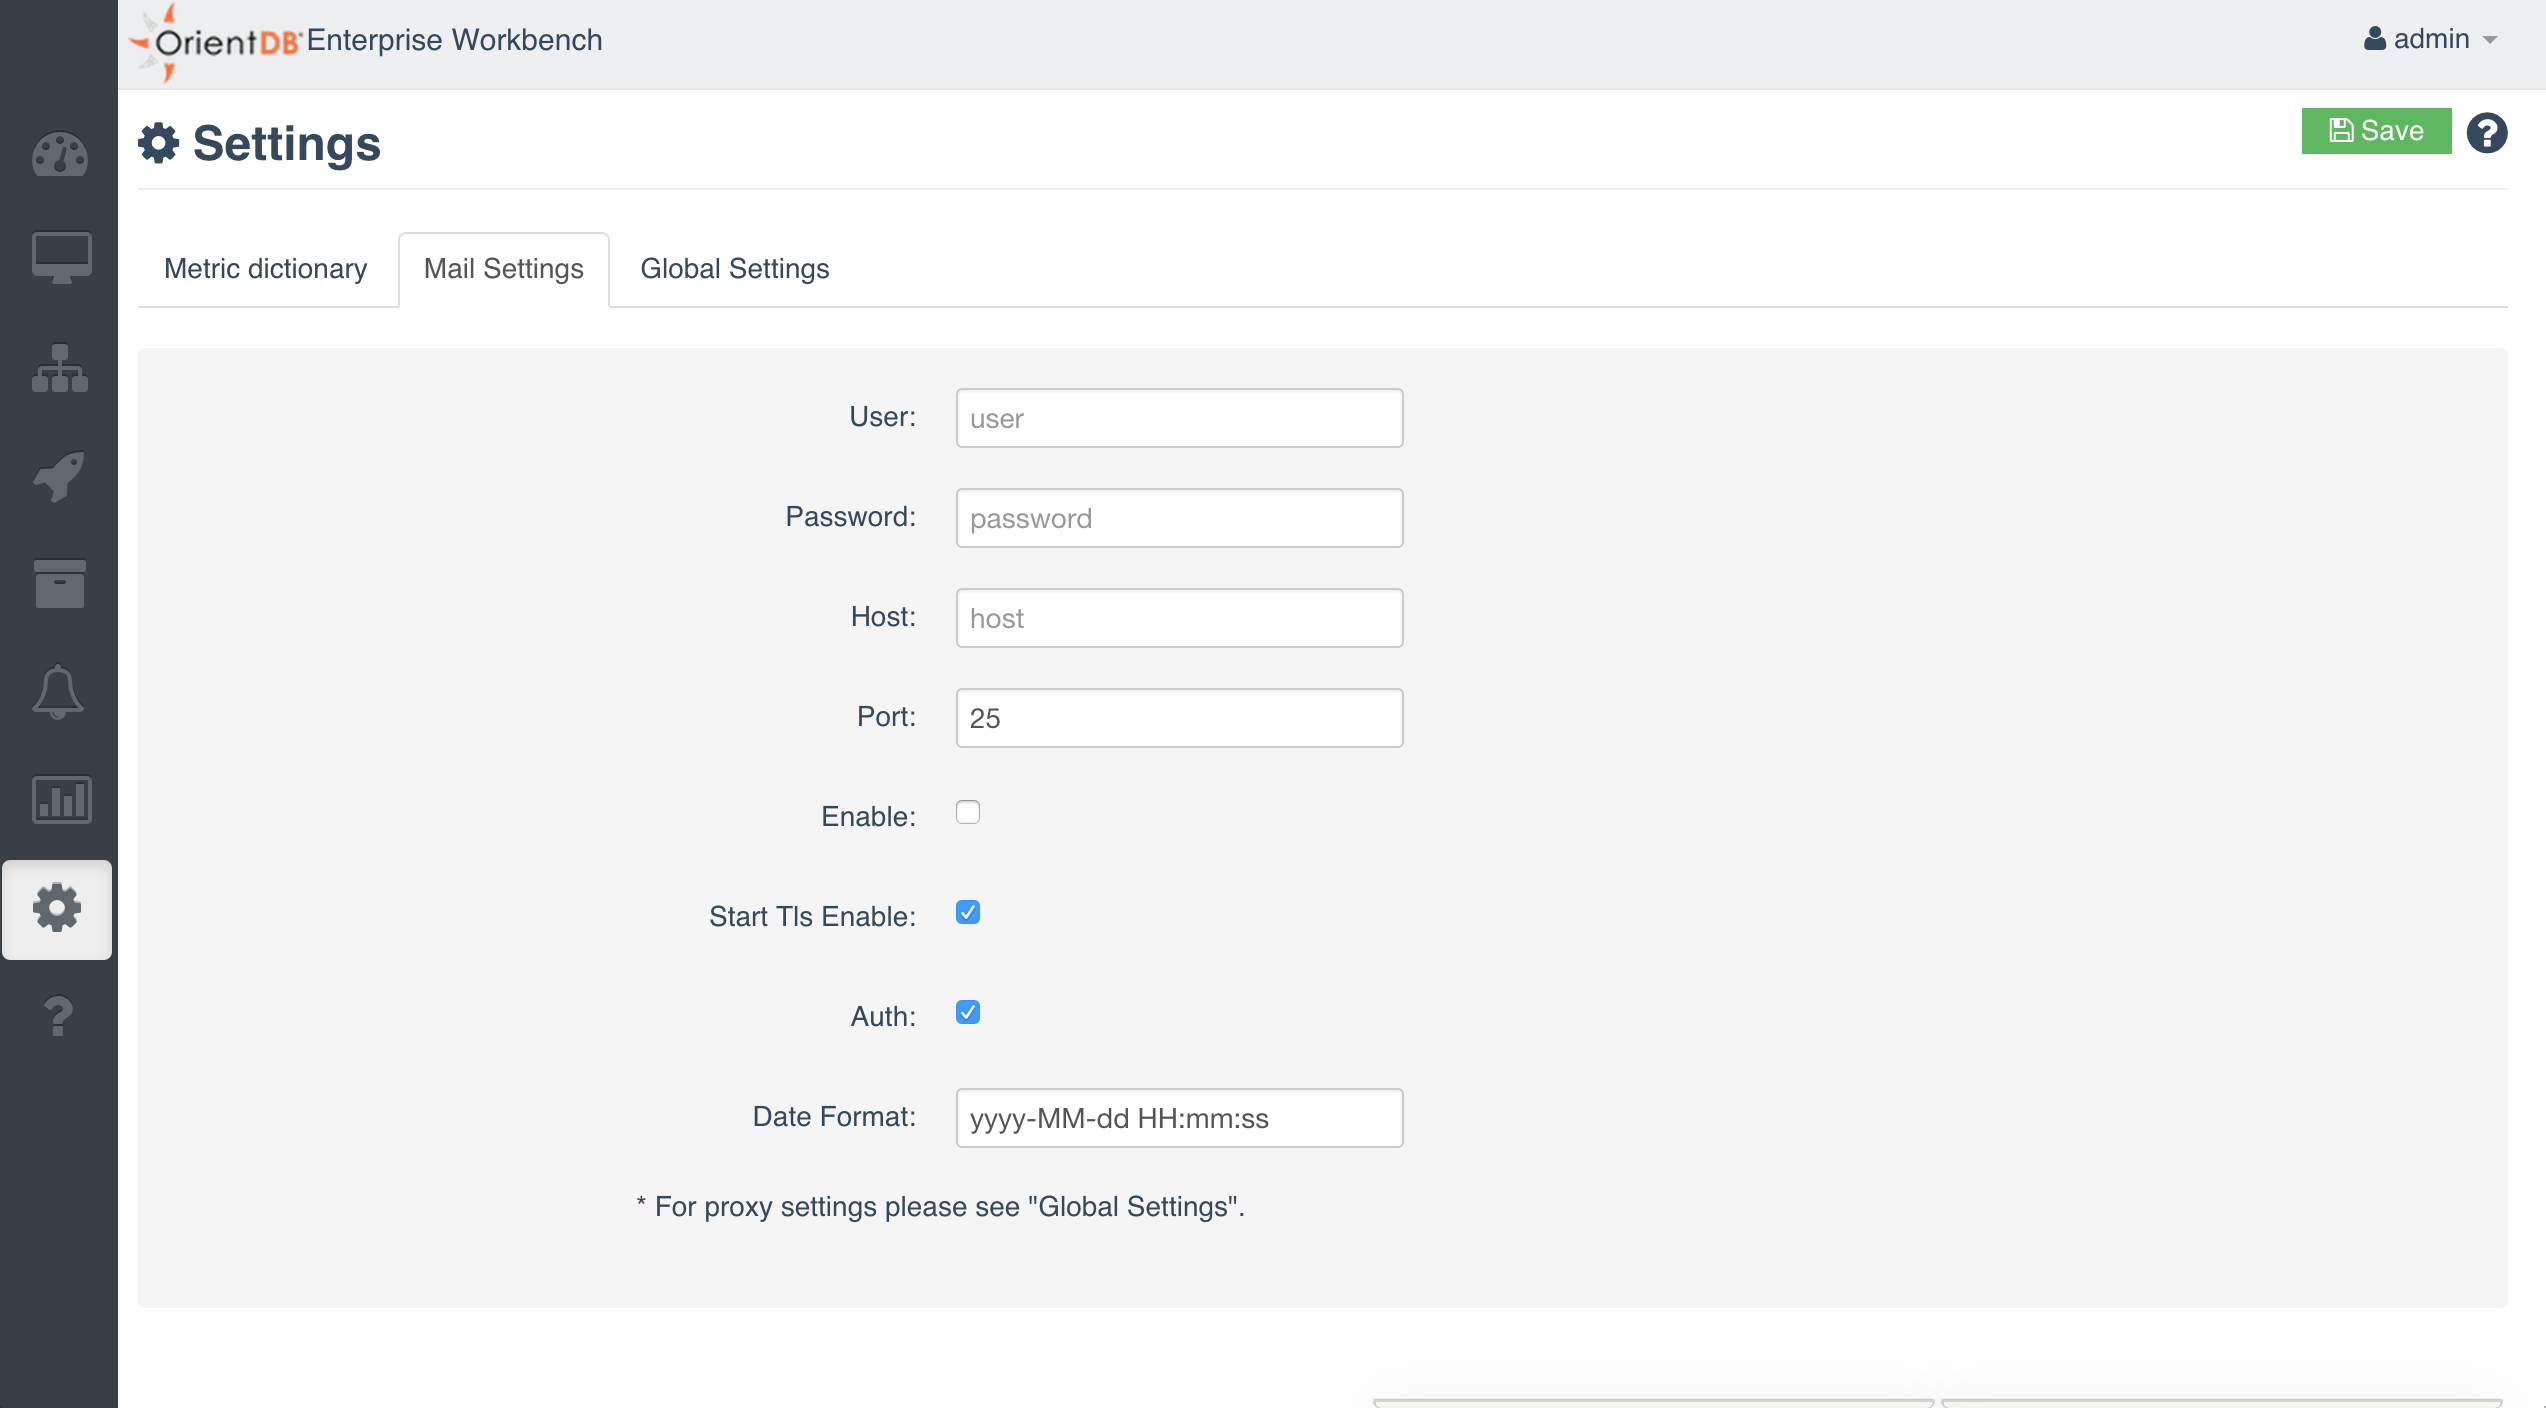 OrientDB® Enterprise Workbench
admin
Settings
Save
Metric dictionary
Mail Settings
Global Settings
User:
user
Password:
password
Host:
host
Port:
25
Enable:
Start Tls Enable:
Auth:
Date Format:
yyyy-MM-dd HH:mm:ss
* For proxy settings please see "Global Settings".